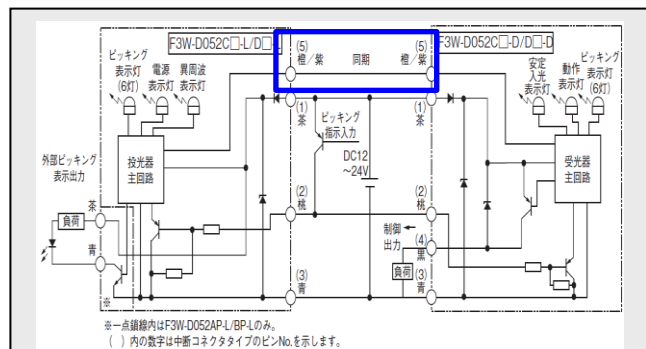 F3W-D052C□-L/D□-L
(5) (5)
橙/紫 同期 橙/紫
F3W-D052C□-D/D□-D
ピッキング
表示灯
(6灯)
電源
表示灯
異周波
表示灯
安定
入光
表示灯
動作
表示灯
ピッキング
表示灯
(6灯)
(1)
茶
ピッキング
指示入力
(1)
茶
投光器
主回路
DC12
~24V
受光器
主回路
外部ピッキング
表示出力
茶
負荷
青
(2)
桃
(2)
桃
制御
出力
(4)
黒
負荷
(3)
青
(3)
青
※
※一点鎖線内はF3W-D052AP-L/BP-Lのみ。
( )内の数字は中断コネクタタイプのピンNo.を示します。